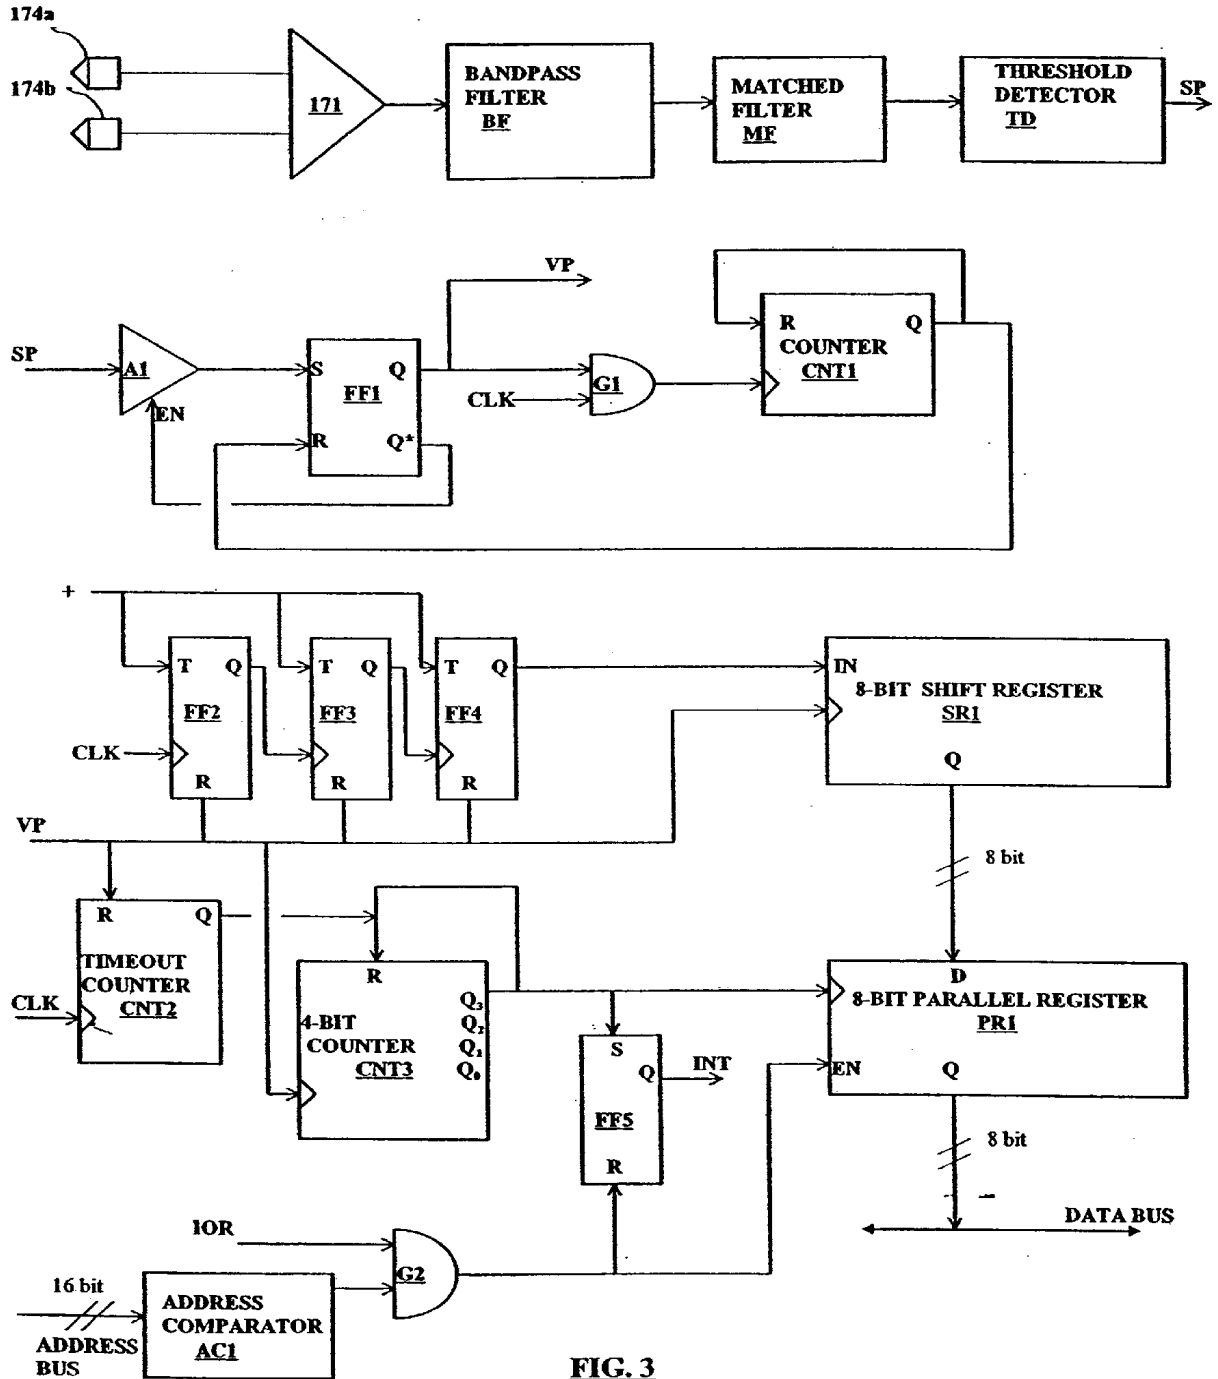 174a
174b
171
BANDPASS
FILTER
BF
MATCHED
FILTER
MF
THRESHOLD
DETECTOR
TD
SP
SP
A1
EN
S
Q
FF1
R
Q*
VP
CLK
G1
R
Q
COUNTER
CNT1
+
T
Q
FF2
CLK
R
T
Q
FF3
R
T
Q
FF4
R
IN
8-BIT SHIFT REGISTER
SR1
Q
8 bit
VP
R
Q
TIMEOUT
COUNTER
CNT2
CLK
R
4-BIT
COUNTER
CNT3
Q3
Q2
Q1
Q0
S
Q
FF5
R
INT
D
8-BIT PARALLEL REGISTER
PR1
EN
Q
8 bit
DATA BUS
IOR
G2
16 bit
ADDRESS
BUS
ADDRESS
COMPARATOR
AC1
FIG. 3